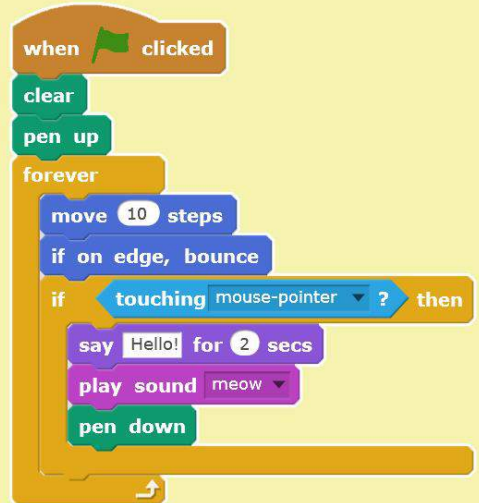 when clicked
clear
pen up
forever
move 10 steps
if on edge, bounce
if touching mouse-pointer ? then
say Hello! for 2 secs
play sound meow
pen down